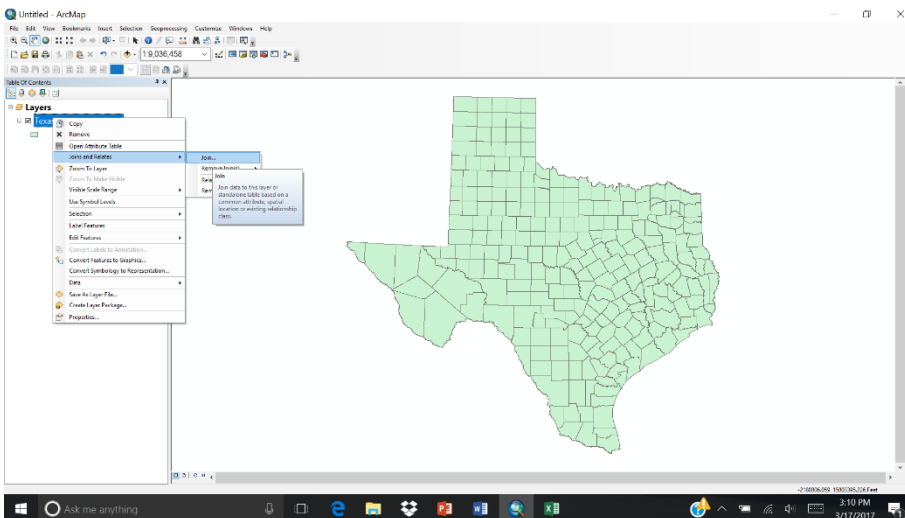 Untitled - ArcMap
File Edit View Bookmarks Insert Selection Geoprocessing Customize Windows Help
1:9,036,458
Table Of Contents
Layers
Copy
Remove
Open Attribute Table
Joins and Relates
Join...
Zoom To Layer
Zoom To Make Visible
Visible Scale Range
Use Symbol Levels
Selection
Label Features
Edit Features
Convert Labels to Annotation...
Convert Features to Graphics...
Convert Symbology to Representation...
Data
Save As Layer File...
Create Layer Package...
Properties...
Join
Join data to this layer or
standalone table based on a
common attribute, spatial
location or existing relationship
class.
Feet
Ask me anything
3:10 PM
3/17/2017